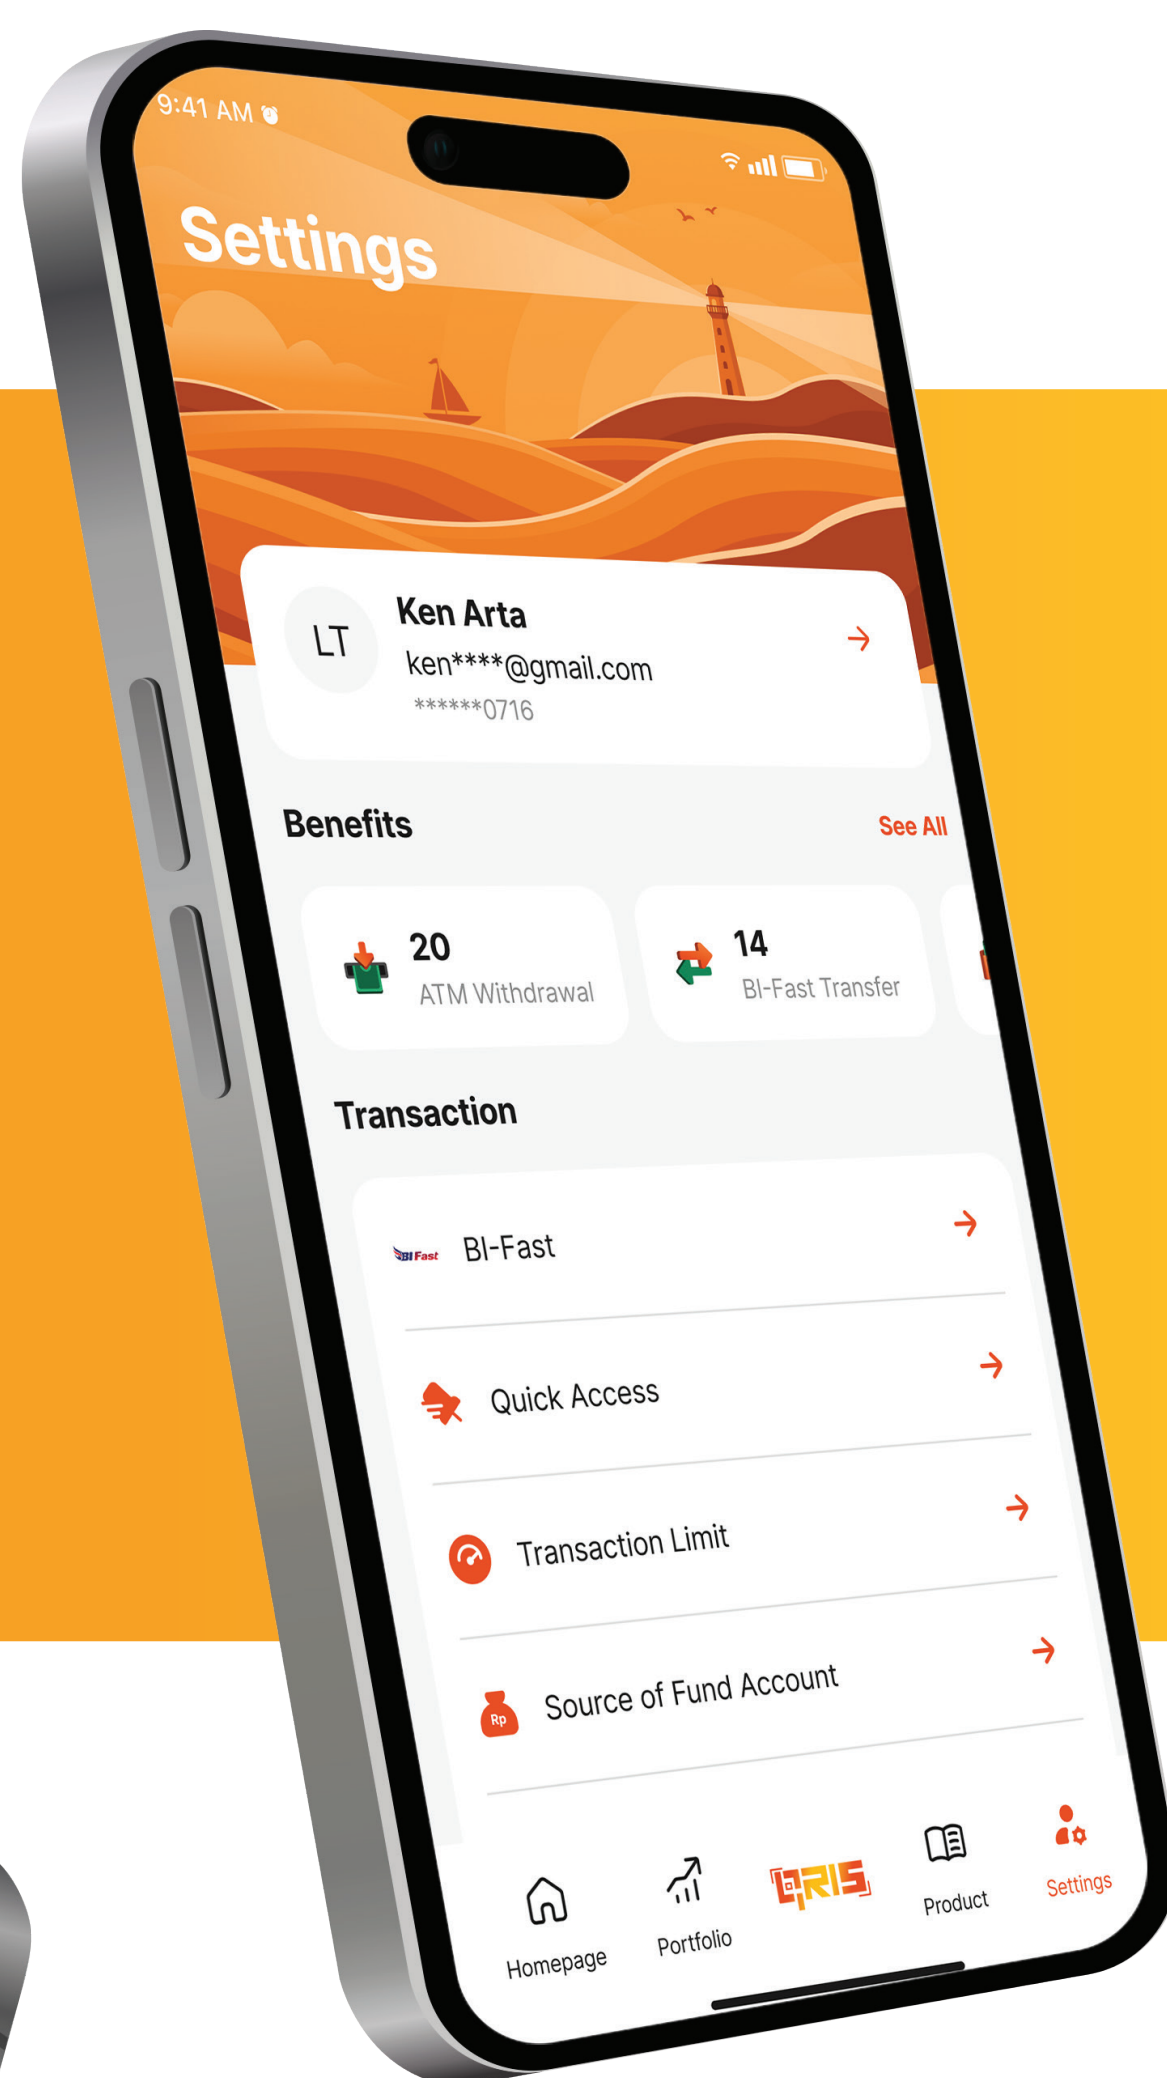 9:41 AM
Settings
LT
Ken Arta
ken****@gmail.com
******0716
Benefits
See All
20
ATM Withdrawal
14
BI-Fast Transfer
Transaction
BI Fast
BI-Fast
Quick Access
Transaction Limit
Rp
Source of Fund Account
Homepage
Portfolio
QRIS
Product
Settings